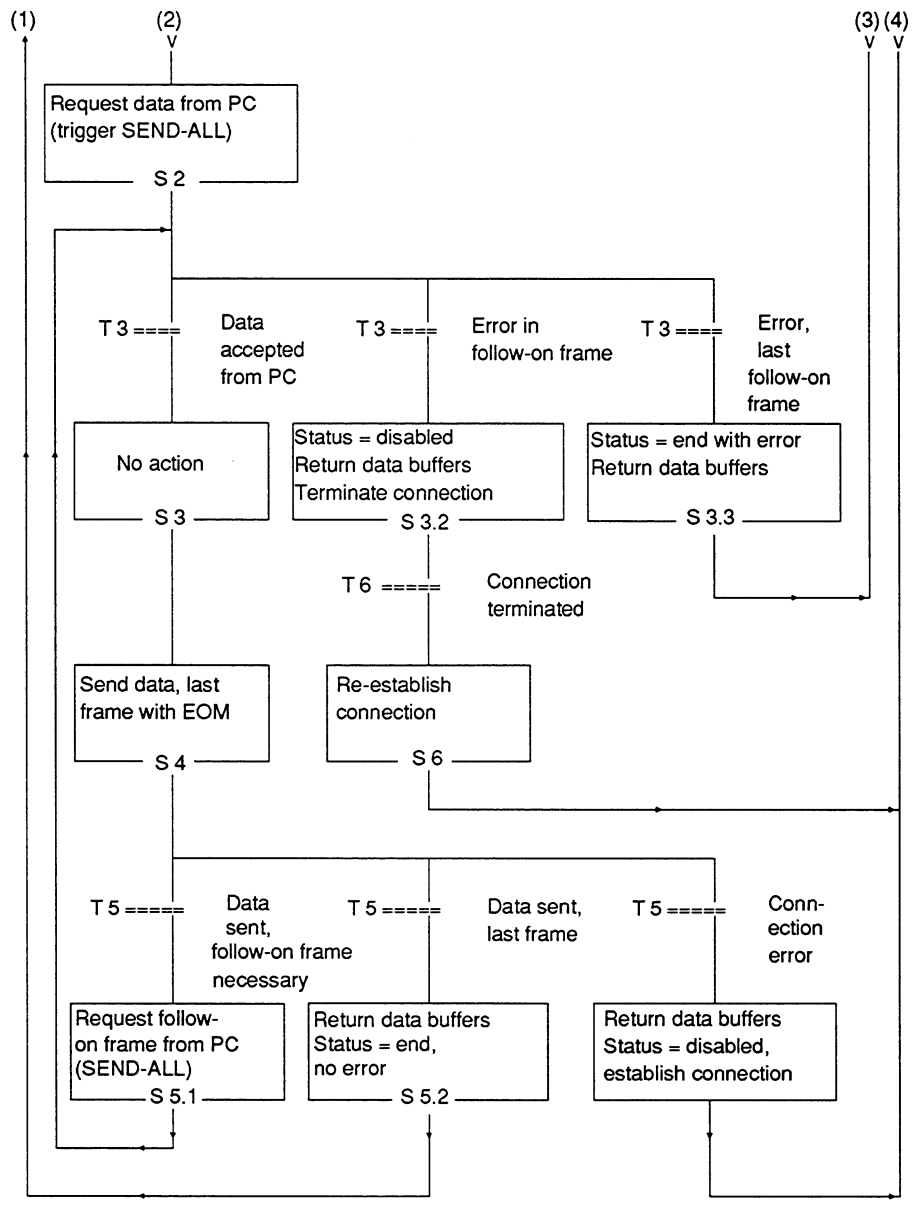 (1)
(2)
(3)
(4)
v
v
v
Request data from PC
(trigger SEND-ALL)
S 2
T 3 ====
Data
accepted
from PC
T 3 ====
Error in
follow-on frame
T 3 ====
Error,
last
follow-on
frame
No action
S 3
Status = disabled
Return data buffers
Terminate connection
S 3.2
Status = end with error
Return data buffers
S 3.3
T 6 =====
Connection
terminated
Send data, last
frame with EOM
S 4
Re-establish
connection
S 6
T 5 =====
Data
sent,
follow-on frame
necessary
T 5 =====
Data sent,
last frame
T 5 =====
Conn-
ection
error
Request follow-
on frame from PC
(SEND-ALL)
S 5.1
Return data buffers
Status = end,
no error
S 5.2
Return data buffers
Status = disabled,
establish connection